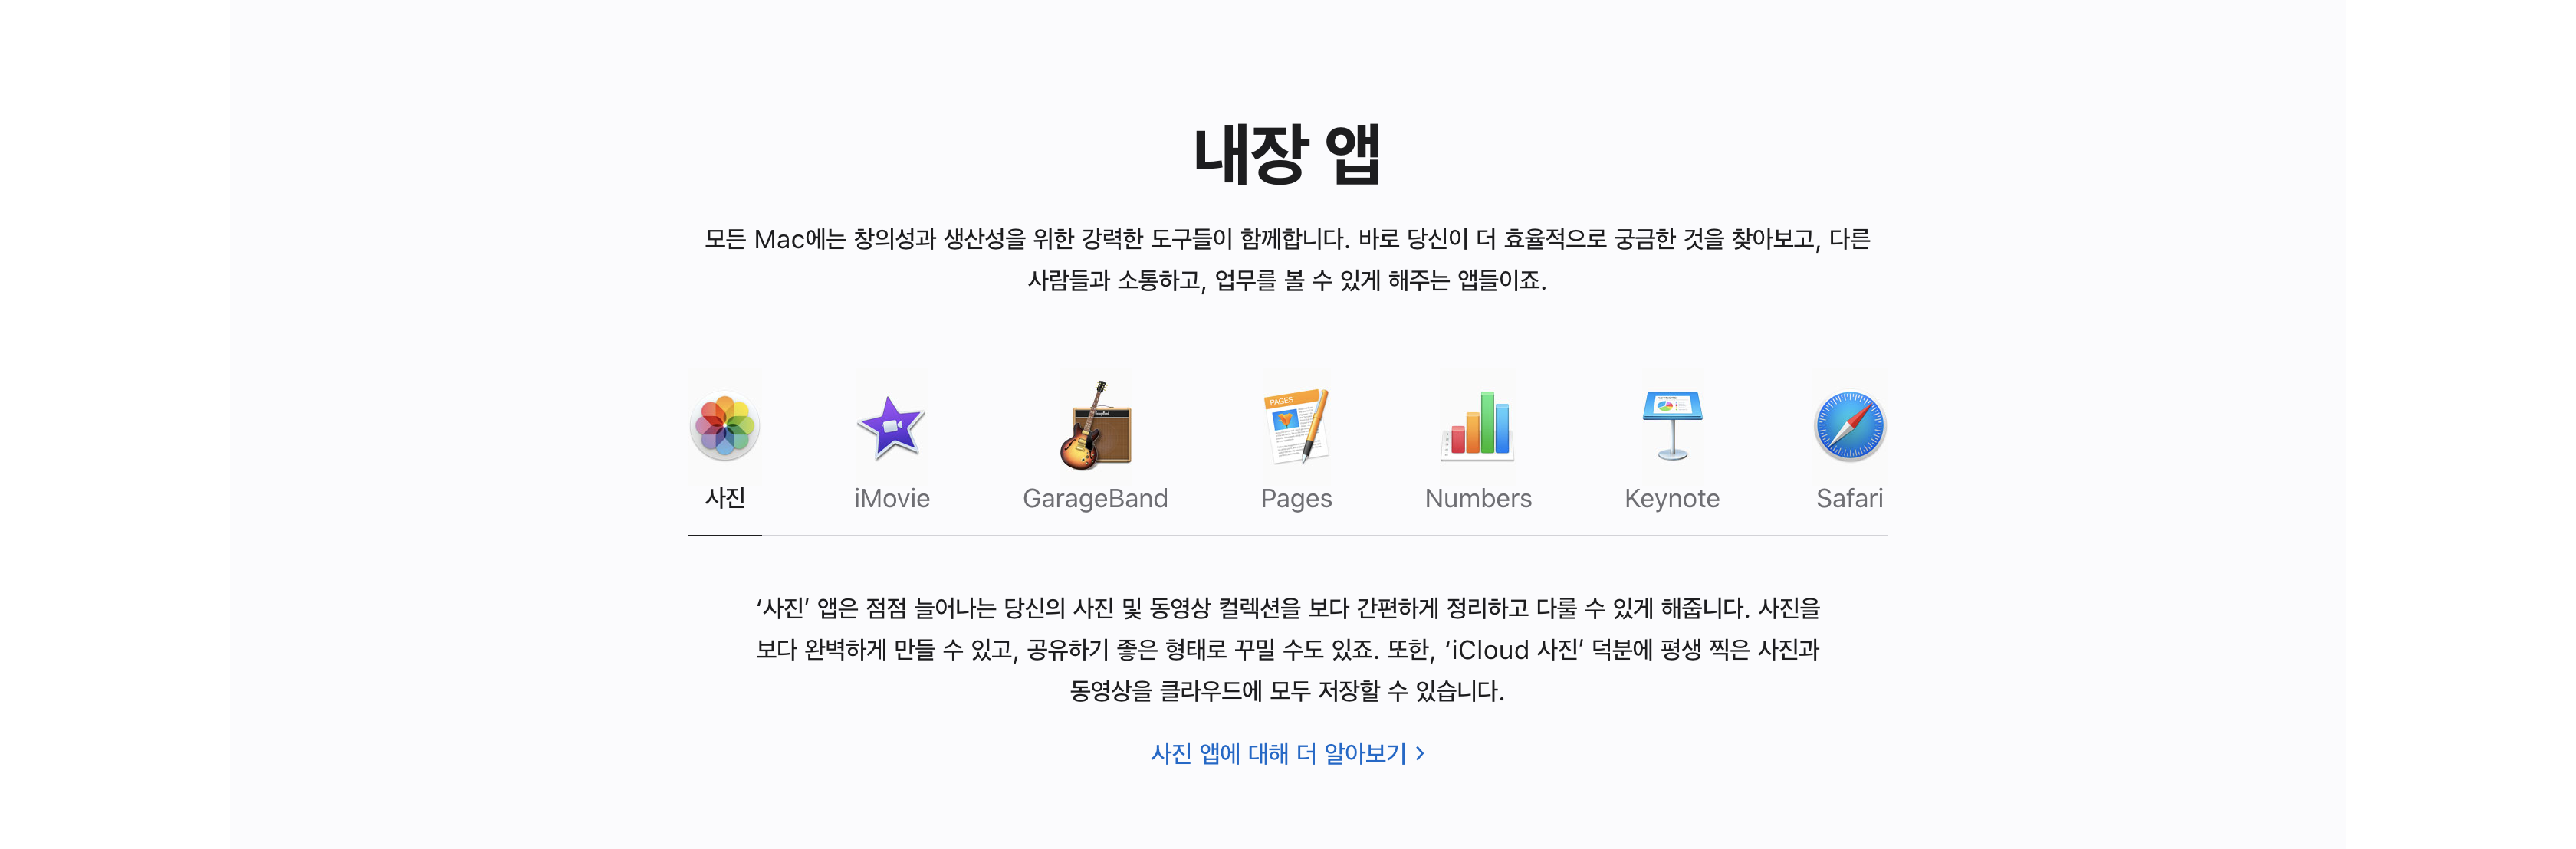 내장 앱
모든 Mac에는 창의성과 생산성을 위한 강력한 도구들이 함께합니다. 바로 당신이 더 효율적으로 궁금한 것을 찾아보고, 다른
사람들과 소통하고, 업무를 볼 수 있게 해주는 앱들이죠.
PAGES
사진
iMovie
GarageBand
Pages
Numbers
Keynote
Safari
‘사진’ 앱은 점점 늘어나는 당신의 사진 및 동영상 컬렉션을 보다 간편하게 정리하고 다룰 수 있게 해줍니다. 사진을
보다 완벽하게 만들 수 있고, 공유하기 좋은 형태로 꾸밀 수도 있죠. 또한, ‘iCloud 사진’ 덕분에 평생 찍은 사진과
동영상을 클라우드에 모두 저장할 수 있습니다.
사진 앱에 대해 더 알아보기 >